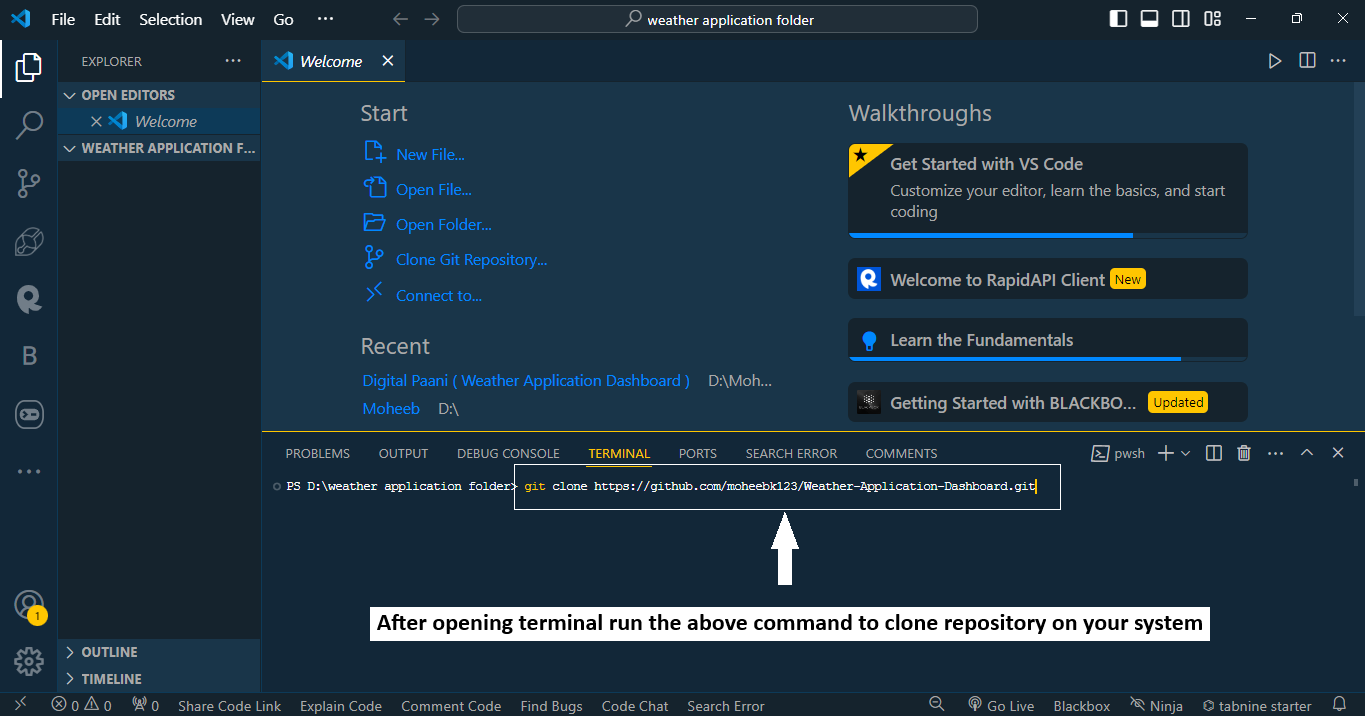 File Edit Selection View Go ···
weather application folder
EXPLORER ···
OPEN EDITORS
Welcome
WEATHER APPLICATION F...
OUTLINE
TIMELINE
B
1
Welcome
Start
New File...
Open File...
Open Folder...
Clone Git Repository...
Connect to...
Recent
Digital Paani ( Weather Application Dashboard ) D:\Moh...
Moheeb D:\
Walkthroughs
Get Started with VS Code
Customize your editor, learn the basics, and start
coding
Welcome to RapidAPI Client New
Learn the Fundamentals
Getting Started with BLACKBO... Updated
PROBLEMS OUTPUT DEBUG CONSOLE TERMINAL PORTS SEARCH ERROR COMMENTS pwsh
PS D:\weather application folder> git clone https://github.com/moheebk123/Weather-Application-Dashboard.git
After opening terminal run the above command to clone repository on your system
0 0 0 Share Code Link Explain Code Comment Code Find Bugs Code Chat Search Error Go Live Blackbox Ninja tabnine starter